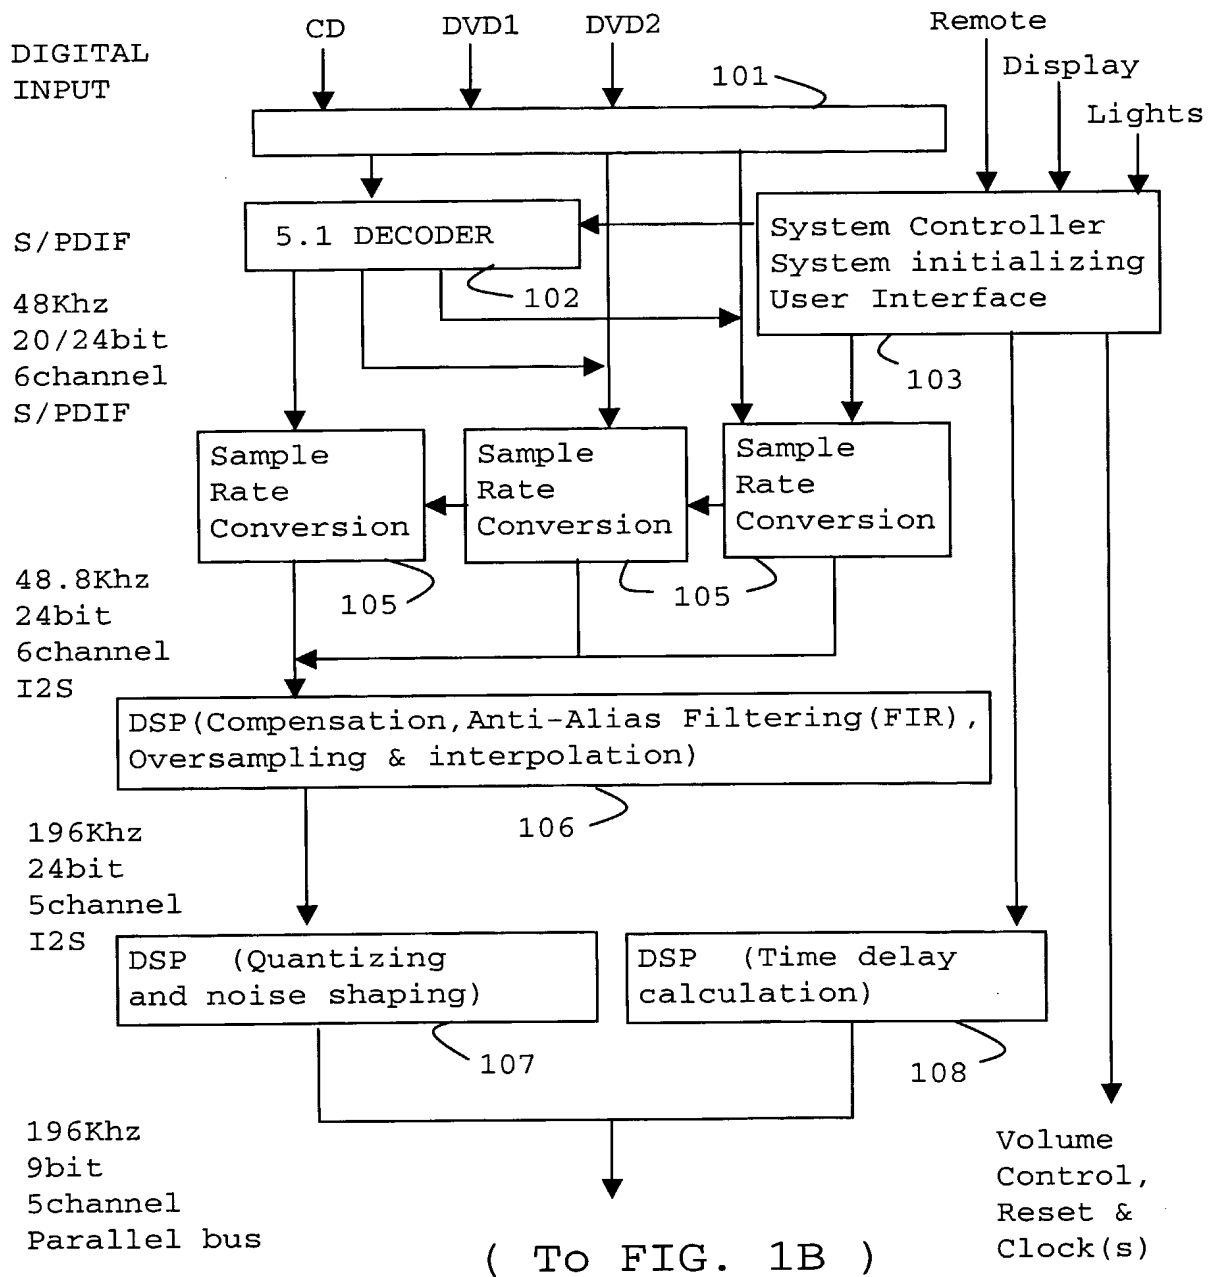 CD
DVD1
DVD2
Remote
DIGITAL
INPUT
Display
101
Lights
S/PDIF
5.1 DECODER
System Controller
System initializing
User Interface
102
103
48Khz
20/24bit
6channel
S/PDIF
Sample
Rate
Conversion
Sample
Rate
Conversion
Sample
Rate
Conversion
105
105
48.8Khz
24bit
6channel
I2S
DSP(Compensation,Anti-Alias Filtering(FIR),
Oversampling & interpolation)
106
196Khz
24bit
5channel
I2S
DSP (Quantizing
and noise shaping)
DSP (Time delay
calculation)
107
108
196Khz
9bit
5channel
Parallel bus
Volume
Control,
Reset &
Clock(s)
( To FIG. 1B )